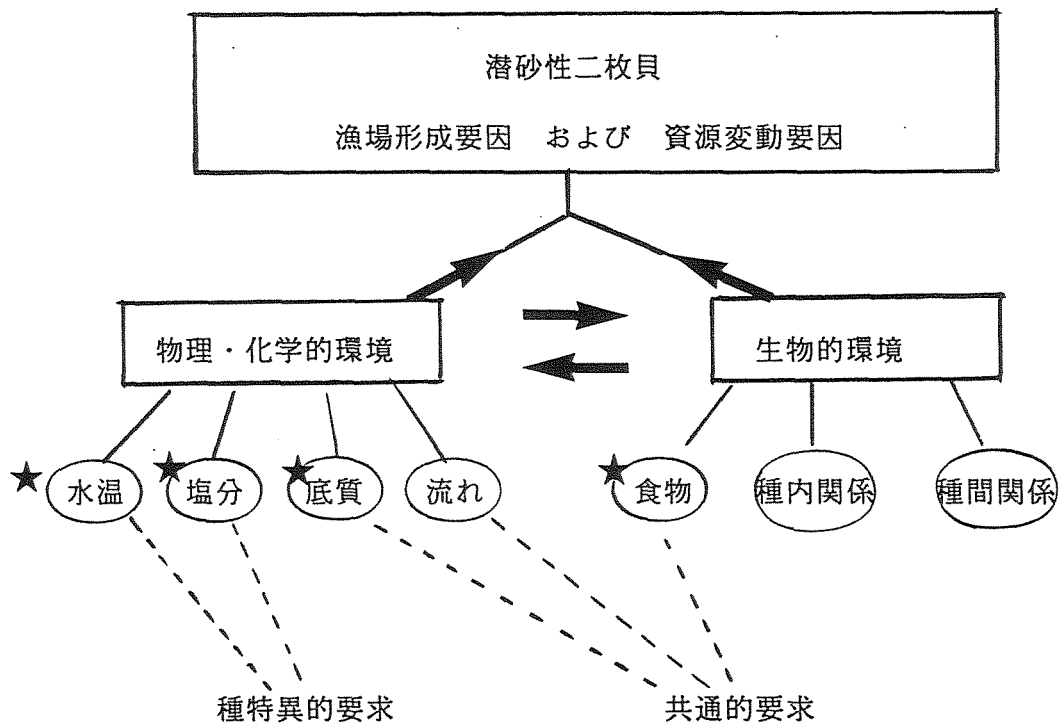 潜砂性二枚貝
漁場形成要因 および 資源変動要因
物理・化学的環境
生物的環境
水温
塩分
底質
流れ
食物
種内関係
種間関係
種特異的要求
共通的要求